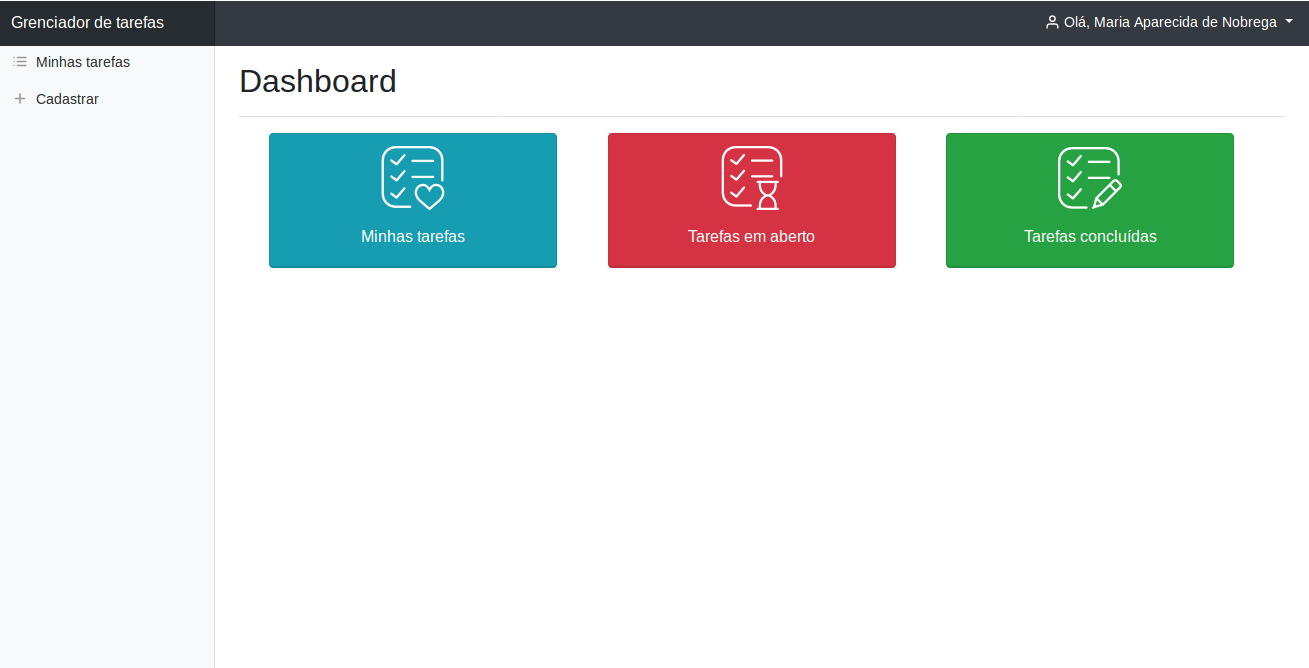 Grenciador de tarefas
Olá, Maria Aparecida de Nobrega
Minhas tarefas
Cadastrar
Dashboard
Minhas tarefas
Tarefas em aberto
Tarefas concluídas